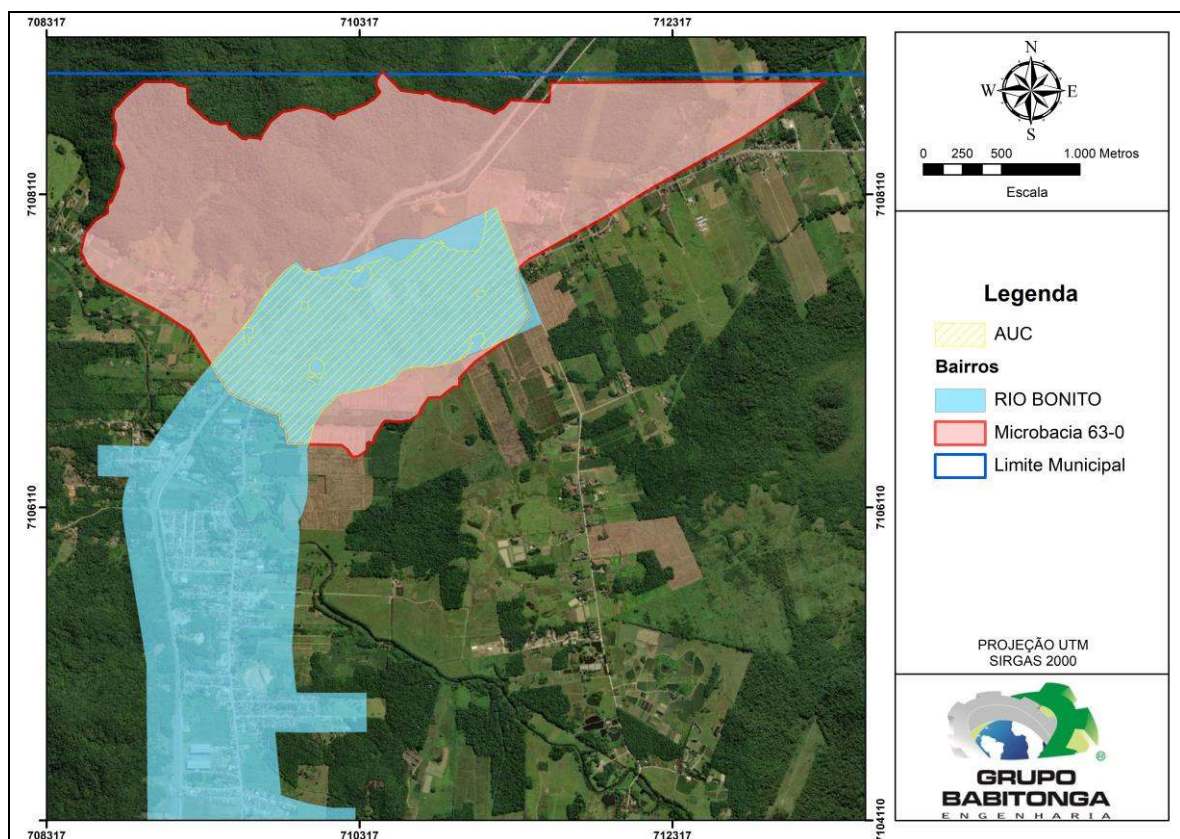 708317
710317
712317
7108110
7106110
7108110
7106110
7104110
708317
710317
712317
N
W
E
S
0 250 500 1.000 Metros
Escala
Legenda
AUC
Bairros
RIO BONITO
Microbacia 63-0
Limite Municipal
PROJEÇÃO UTM
SIRGAS 2000
®
GRUPO
BABITONGA
ENGENHARIA